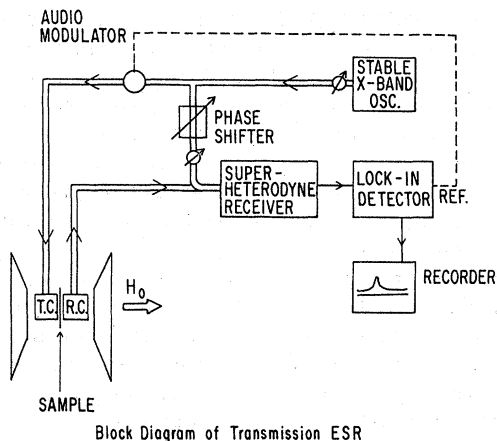 AUDIO
MODULATOR
STABLE
X-BAND
OSC.
PHASE
SHIFTER
SUPER-
HETERODYNE
RECEIVER
LOCK-IN
DETECTOR
REF.
RECORDER
T.C.
R.C.
H₀
SAMPLE
Block Diagram of Transmission ESR